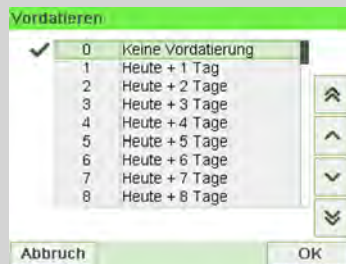 Vordatieren
0 Keine Vordatierung
1 Heute + 1 Tag
2 Heute + 2 Tage
3 Heute + 3 Tage
4 Heute + 4 Tage
5 Heute + 5 Tage
6 Heute + 6 Tage
7 Heute + 7 Tage
8 Heute + 8 Tage
Abbruch OK